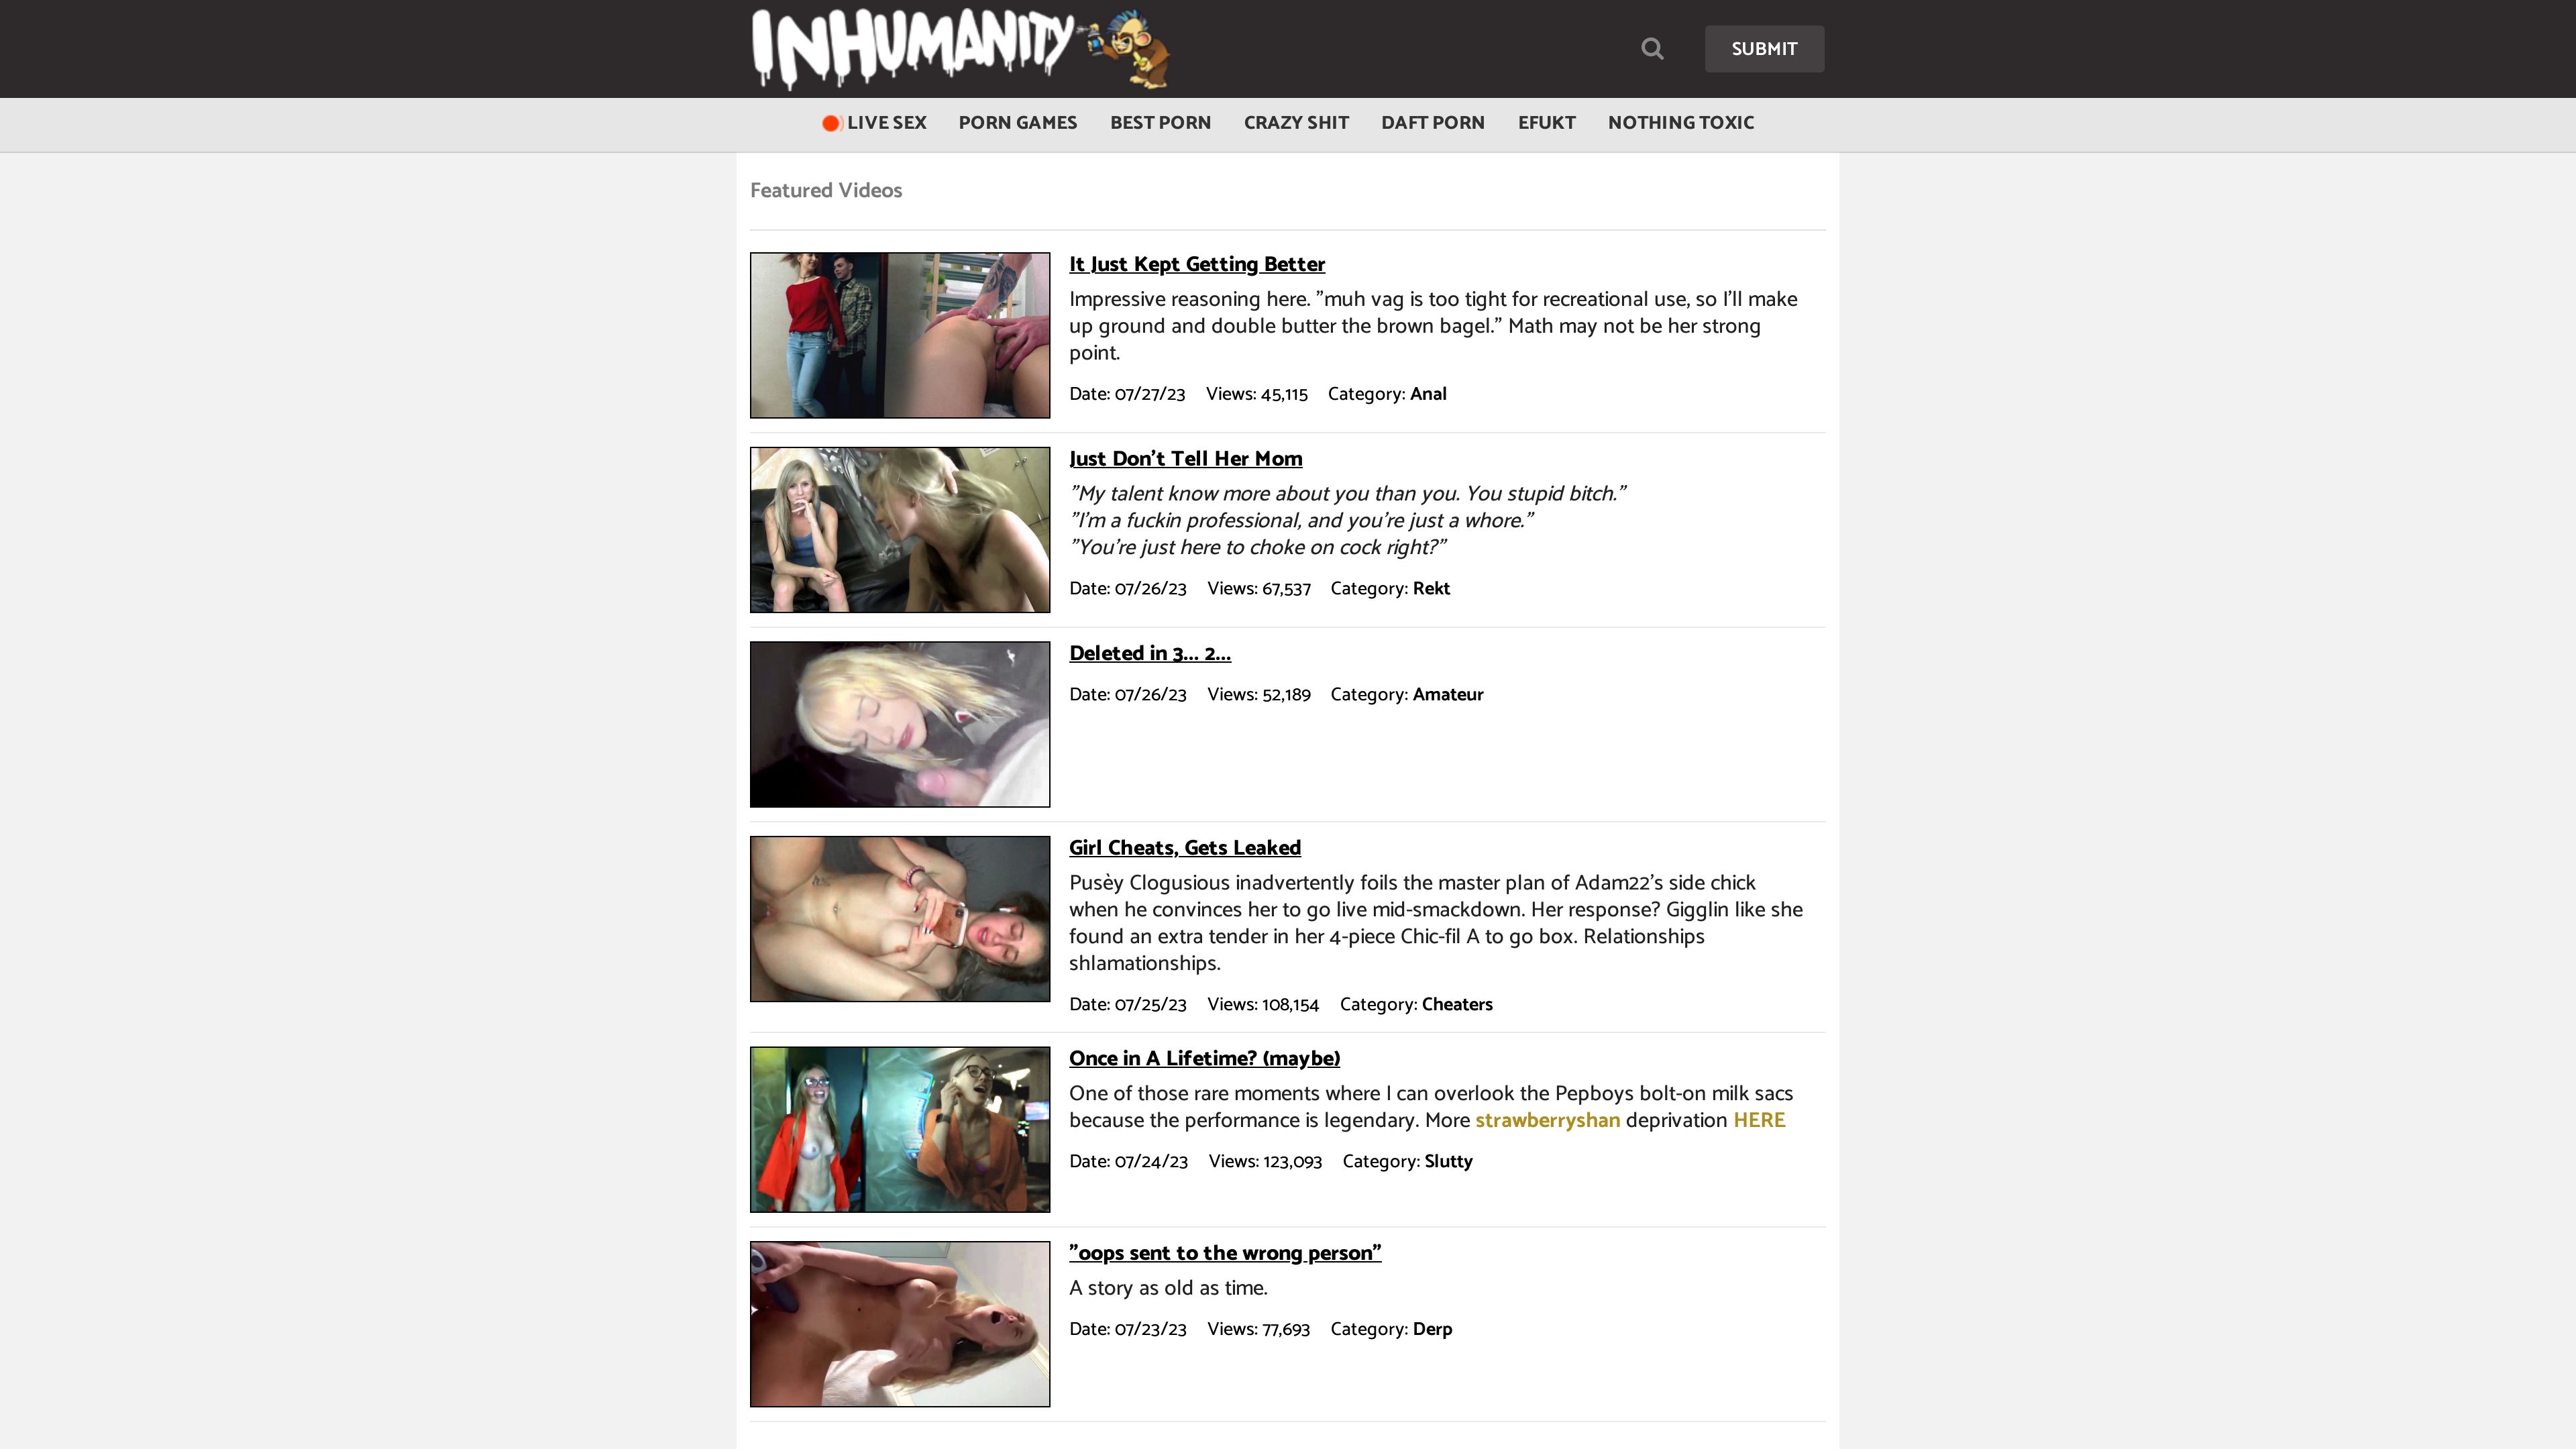 INHUMANITY
SUBMIT
LIVE SEX PORN GAMES BEST PORN CRAZY SHIT DAFT PORN EFUKT NOTHING TOXIC
Featured Videos
It Just Kept Getting Better
Impressive reasoning here. "muh vag is too tight for recreational use, so I'll make
up ground and double butter the brown bagel." Math may not be her strong
point.
Date: 07/27/23 Views: 45,115 Category: Anal
Just Don't Tell Her Mom
"My talent know more about you than you. You stupid bitch."
"I'm a fuckin professional, and you're just a whore."
"You're just here to choke on cock right?"
Date: 07/26/23 Views: 67,537 Category: Rekt
Deleted in 3... 2...
Date: 07/26/23 Views: 52,189 Category: Amateur
Girl Cheats, Gets Leaked
Pusèy Clogusious inadvertently foils the master plan of Adam22's side chick
when he convinces her to go live mid-smackdown. Her response? Gigglin like she
found an extra tender in her 4-piece Chic-fil A to go box. Relationships
shlamationships.
Date: 07/25/23 Views: 108,154 Category: Cheaters
Once in A Lifetime? (maybe)
One of those rare moments where I can overlook the Pepboys bolt-on milk sacs
because the performance is legendary. More strawberryshan deprivation HERE
Date: 07/24/23 Views: 123,093 Category: Slutty
"oops sent to the wrong person"
A story as old as time.
Date: 07/23/23 Views: 77,693 Category: Derp